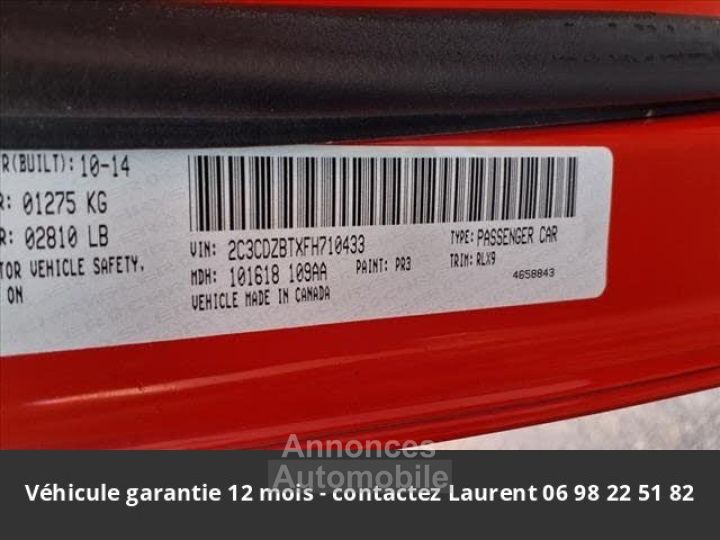 R(BUILT): 10-14
R: 01275 KG
R: 02810 LB
TOR VEHICLE SAFETY,
ON
VIN: 2C3CDZBTXFH710433
TYPE: PASSENGER CAR
MDH: 101618 109AA
PAINT: PR3
TRIM: RLX9
VEHICLE MADE IN CANADA
4658843
Annonces
Automobile
Véhicule garantie 12 mois - contactez Laurent 06 98 22 51 82